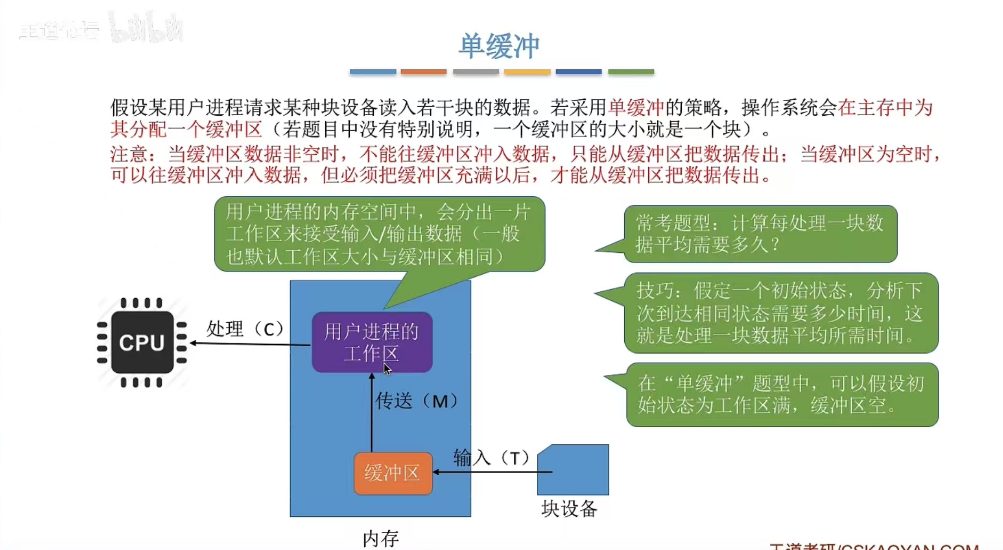 王道论坛 bilibili
单缓冲
假设某用户进程请求某种块设备读入若干块的数据。若采用单缓冲的策略，操作系统会在主存中为
其分配一个缓冲区（若题目中没有特别说明，一个缓冲区的大小就是一个块）。
注意：当缓冲区数据非空时，不能往缓冲区冲入数据，只能从缓冲区把数据传出；当缓冲区为空时，
可以往缓冲区冲入数据，但必须把缓冲区充满以后，才能从缓冲区把数据传出。
用户进程的内存空间中，会分出一片
工作区来接受输入/输出数据（一般
也默认工作区大小与缓冲区相同）
常考题型：计算每处理一块数
据平均需要多久？
技巧：假定一个初始状态，分析下
次到达相同状态需要多少时间，这
就是处理一块数据平均所需时间。
在“单缓冲”题型中，可以假设初
始状态为工作区满，缓冲区空。
CPU
处理（C）
用户进程的
工作区
传送（M）
缓冲区
输入（T）
块设备
内存
王道考研/CSKAOYAN.COM